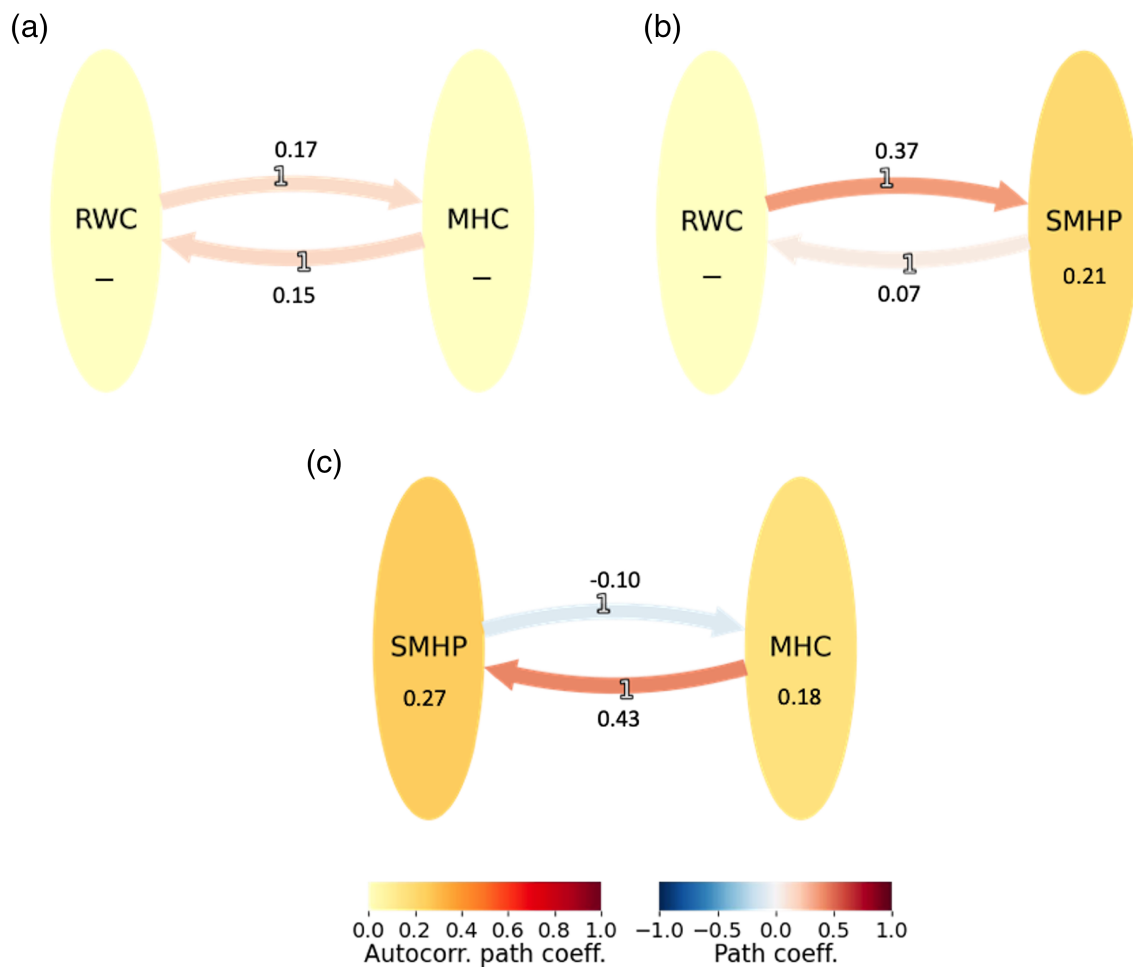 (a)
0.17
1
RWC
–
MHC
–
1
0.15
(b)
0.37
1
RWC
–
SMHP
0.21
1
0.07
(c)
-0.10
1
SMHP
0.27
MHC
0.18
1
0.43
0.0 0.2 0.4 0.6 0.8 1.0
Autocorr. path coeff.
−1.0 −0.5 0.0 0.5 1.0
Path coeff.